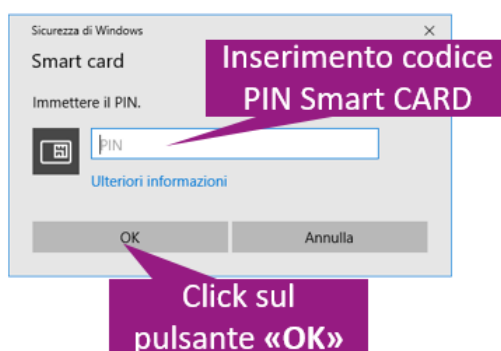 Sicurezza di Windows
Smart card
Inserimento codice
PIN Smart CARD
Immettere il PIN.
PIN
Ulteriori informazioni
OK
Annulla
Click sul
pulsante «OK»